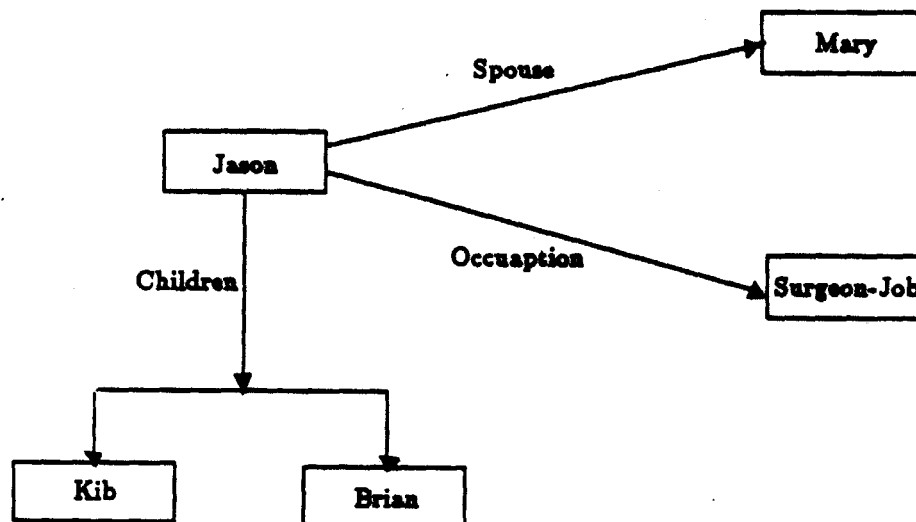 Mary
Spouse
Jason
Occuaption
Children
Surgeon-Job
Kib
Brian